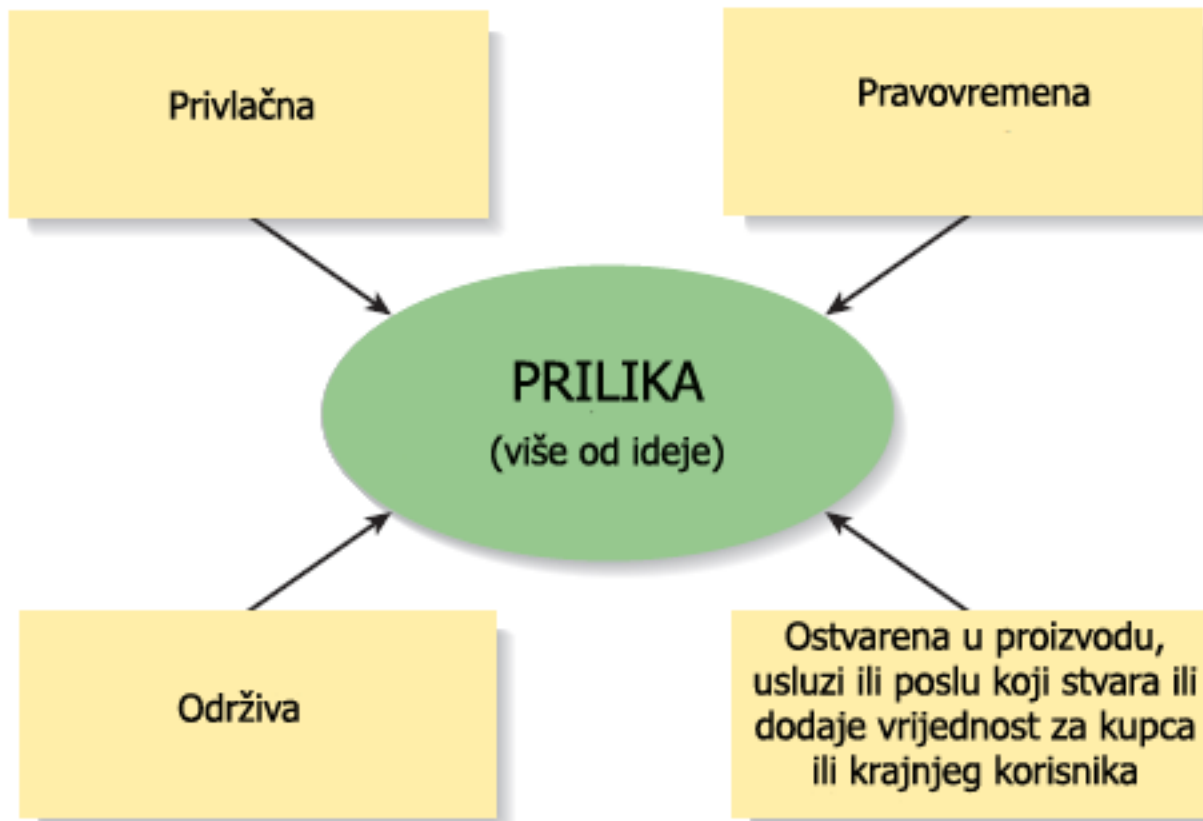 Privlačna
Pravovremena
PRILIKA
(više od ideje)
Održiva
Ostvarena u proizvodu,
usluzi ili poslu koji stvara ili
dodaje vrijednost za kupca
ili krajnjeg korisnika